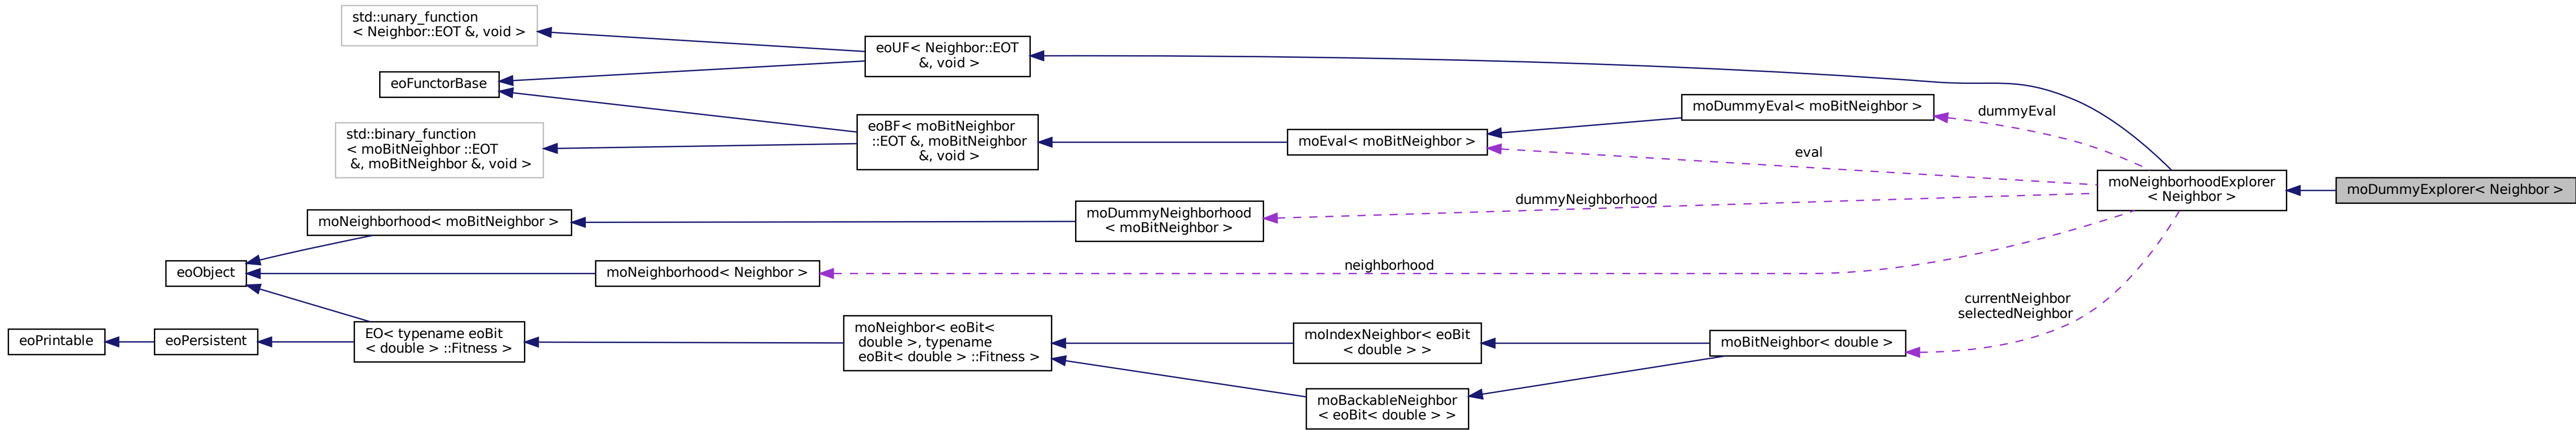 std::unary_function
< Neighbor::EOT &, void >
eoUF< Neighbor::EOT
&, void >
eoFunctorBase
moDummyEval< moBitNeighbor >
dummyEval
std::binary_function
< moBitNeighbor ::EOT
&, moBitNeighbor &, void >
eoBF< moBitNeighbor
::EOT &, moBitNeighbor
&, void >
moEval< moBitNeighbor >
eval
moNeighborhoodExplorer
< Neighbor >
moDummyExplorer< Neighbor >
dummyNeighborhood
moNeighborhood< moBitNeighbor >
moDummyNeighborhood
< moBitNeighbor >
eoObject
moNeighborhood< Neighbor >
neighborhood
currentNeighbor
selectedNeighbor
eoPrintable
eoPersistent
EO< typename eoBit
< double > ::Fitness >
moNeighbor< eoBit<
double >, typename
eoBit< double > ::Fitness >
moIndexNeighbor< eoBit
< double > >
moBitNeighbor< double >
moBackableNeighbor
< eoBit< double > >